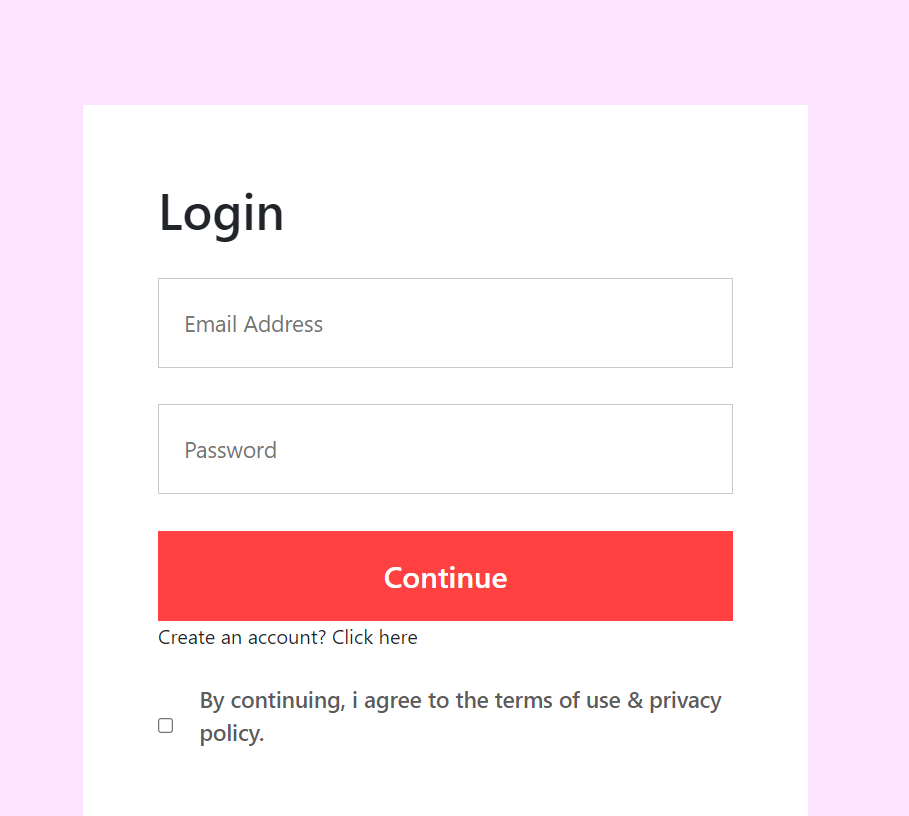 Login
Email Address
Password
Continue
Create an account? Click here
By continuing, i agree to the terms of use & privacy
policy.